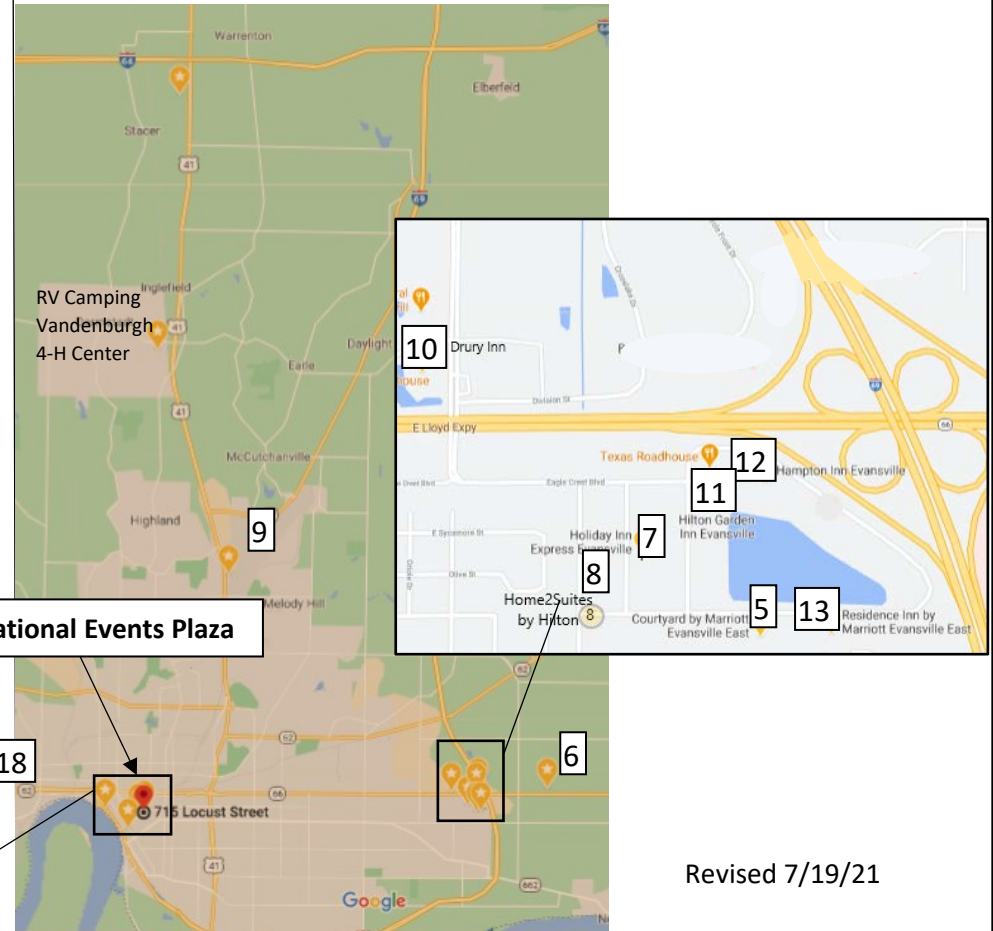 Warrenton
64
Elberfeld
Stacer
41
69
RV Camping
Inglefield
Vandenburgh
41
4-H Center
Daylight
Earle
41
McCutchanville
Highland
9
Melody Hill
ational Events Plaza
62
62
18
6
62
66
715 Locust Street
41
662
Google
10
Drury Inn
ouse
Division St
E Lloyd Expy
69
66
Texas Roadhouse
12
Hampton Inn Evansville
Eagle Crest Blvd
11
Hilton Garden
Inn Evansville
E Sycamore St
Holiday Inn
7
Express Evansville
Olive St
8
Home2Suites
by Hilton
8
Courtyard by Marriott
Evansville East
5
13
Residence Inn by
Marriott Evansville East
Revised 7/19/21